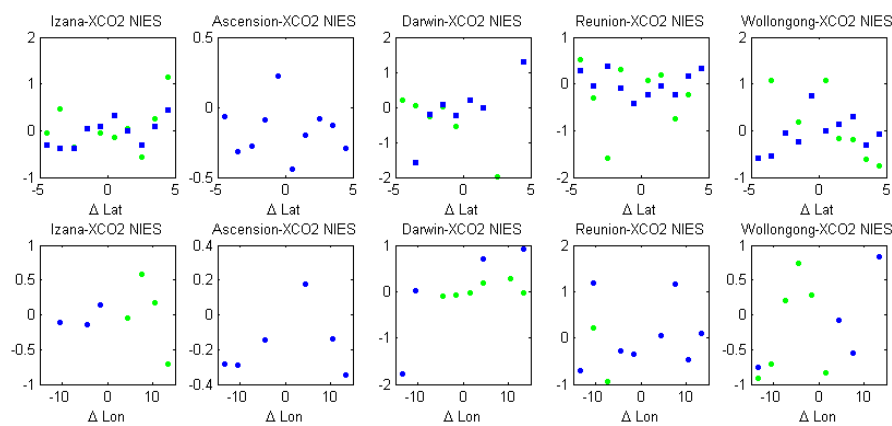 Izana-XCO2 NIES Ascension-XCO2 NIES Darwin-XCO2 NIES Reunion-XCO2 NIES Wollongong-XCO2 NIES
2 0.5 2 1 2
1 0 1 0 1
0 -0.5 0 -1 0
-1 -1 -2 -1
-2
-5 0 5 -5 0 5 -5 0 5 -5 0 5 -5 0 5
Δ Lat Δ Lat Δ Lat Δ Lat Δ Lat
Izana-XCO2 NIES Ascension-XCO2 NIES Darwin-XCO2 NIES Reunion-XCO2 NIES Wollongong-XCO2 NIES
1 0.4 1 2 1
0.5 0.2 0 1 0.5
0 0 -1 0 0
-0.5 -0.2 -2 -1 -0.5
-1 -0.4 -1
-10 0 10 -10 0 10 -10 0 10 -10 0 10 -10 0 10
Δ Lon Δ Lon Δ Lon Δ Lon Δ Lon